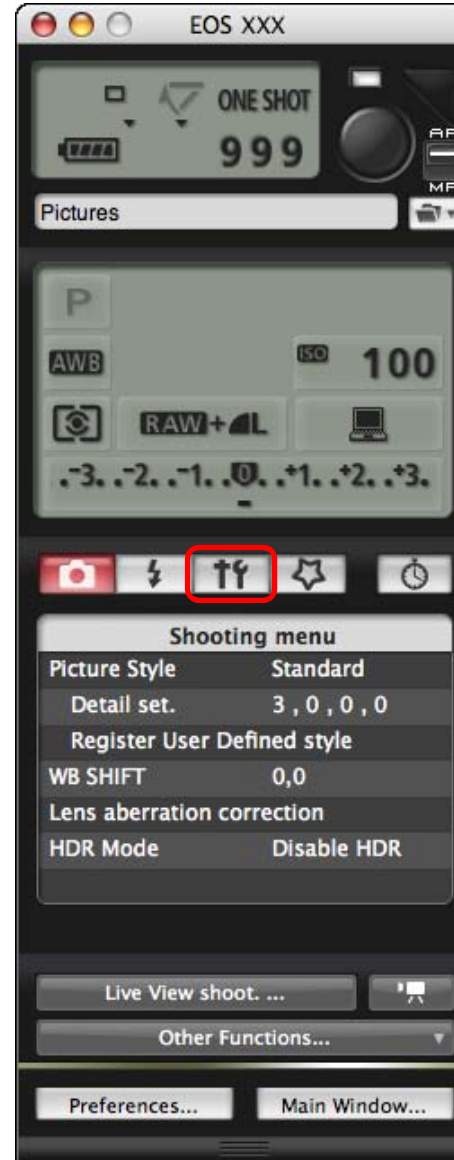 EOS XXX
ONE SHOT
999
AF
MF
Pictures
P
AWB
ISO 100
RAW+L
.-3. .-2. .-1. .0. .+1. .+2. .+3.
Shooting menu
Picture Style Standard
Detail set. 3 , 0 , 0 , 0
Register User Defined style
WB SHIFT 0,0
Lens aberration correction
HDR Mode Disable HDR
Live View shoot. ...
Other Functions...
Preferences... Main Window...